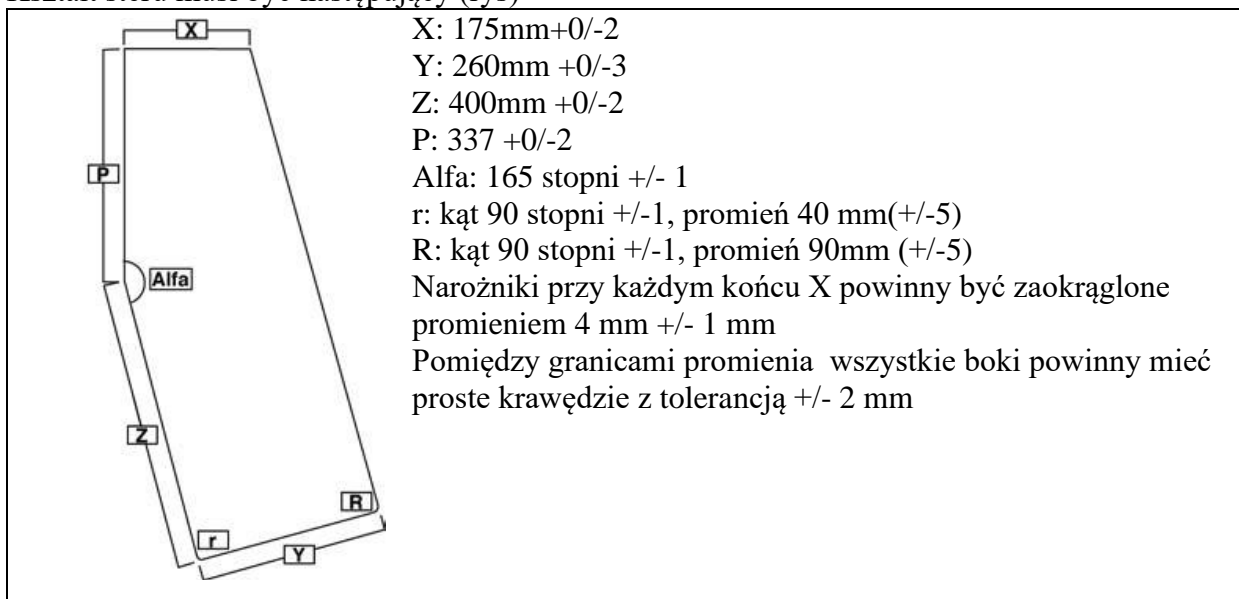 X
P
Alfa
Z
r
R
Y
X: 175mm+0/-2
Y: 260mm +0/-3
Z: 400mm +0/-2
P: 337 +0/-2
Alfa: 165 stopni +/- 1
r: kąt 90 stopni +/-1, promień 40 mm(+/-5)
R: kąt 90 stopni +/-1, promień 90mm (+/-5)
Narożniki przy każdym końcu X powinny być zaokrąglone
promieniem 4 mm +/- 1 mm
Pomiędzy granicami promienia wszystkie boki powinny mieć
proste krawędzie z tolerancją +/- 2 mm